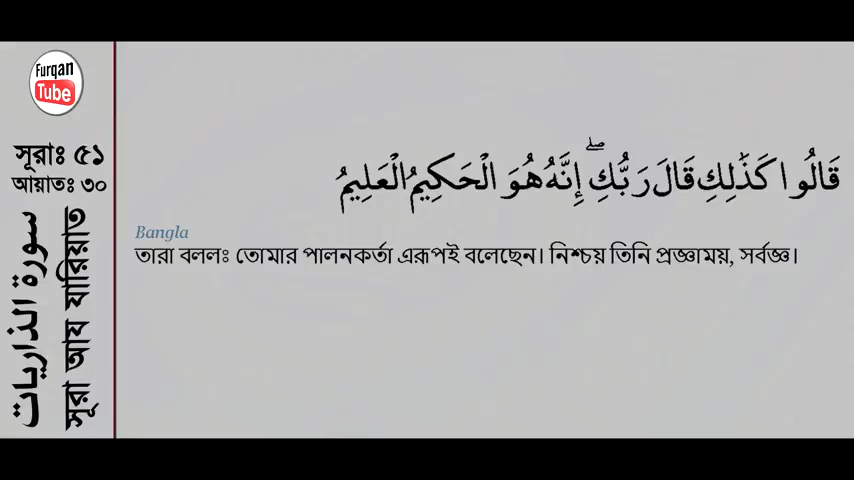 Furqan
Tube
সূরাঃ ৫১
আয়াতঃ ৩০
سورة الذاريات
সূরা আয যারিয়াত
قَالُوا كَذَٰلِكِ قَالَ رَبُّكِ ۖ إِنَّهُ هُوَ الْحَكِيمُ الْعَلِيمُ
Bangla
তারা বললঃ তোমার পালনকর্তা এরূপই বলেছেন। নিশ্চয় তিনি প্রজ্ঞাময়, সর্বজ্ঞ।